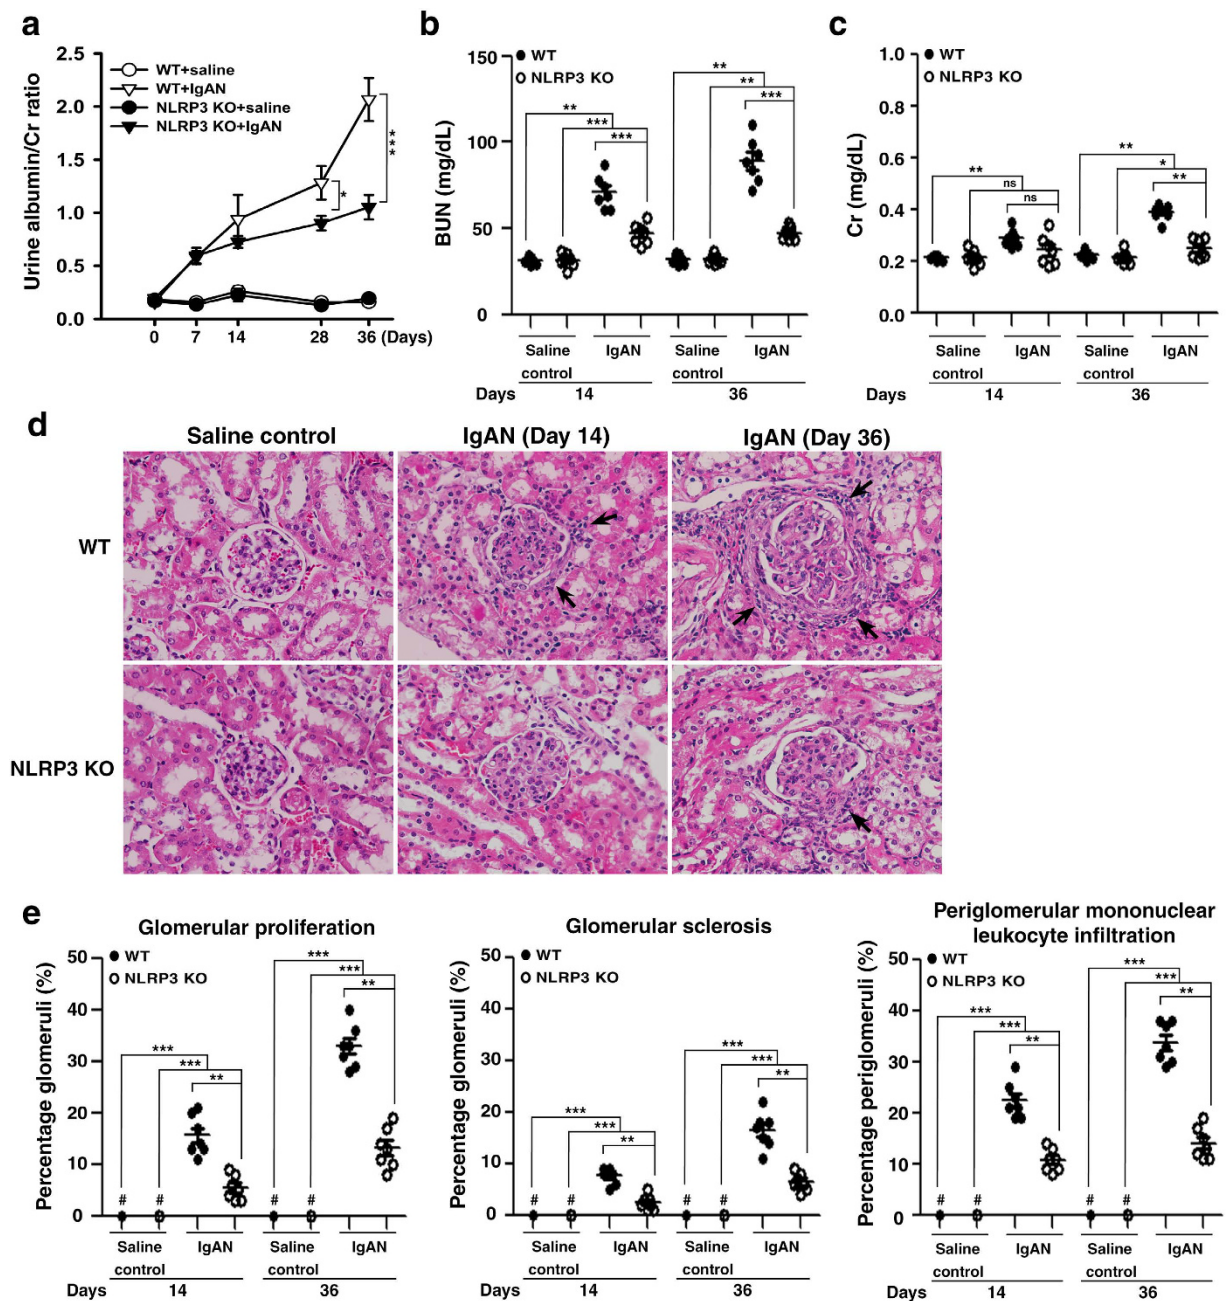 a
2.5
2.0
1.5
1.0
0.5
0.0
Urine albumin/Cr ratio
WT+saline
WT+IgAN
NLRP3 KO+saline
NLRP3 KO+IgAN
*
***
0 7 14 28 36 (Days)
b
WT
NLRP3 KO
150
100
50
0
BUN (mg/dL)
**
***
***
**
**
***
Saline control
IgAN
Saline control
IgAN
Days 14 36
c
WT
NLRP3 KO
1.0
0.8
0.6
0.4
0.2
0.0
Cr (mg/dL)
**
ns
ns
**
*
**
Saline control
IgAN
Saline control
IgAN
Days 14 36
d
Saline control IgAN (Day 14) IgAN (Day 36)
WT
NLRP3 KO
e
Glomerular proliferation
WT
NLRP3 KO
50
40
30
20
10
0
Percentage glomeruli (%)
***
***
**
***
***
**
# # # #
Saline control
IgAN
Saline control
IgAN
Days 14 36
Glomerular sclerosis
WT
NLRP3 KO
50
40
30
20
10
0
Percentage glomeruli (%)
***
***
**
***
***
**
# # # #
Saline control
IgAN
Saline control
IgAN
Days 14 36
Periglomerular mononuclear
leukocyte infiltration
WT
NLRP3 KO
50
40
30
20
10
0
Percentage periglomeruli (%)
***
***
**
***
***
**
# # # #
Saline control
IgAN
Saline control
IgAN
Days 14 36